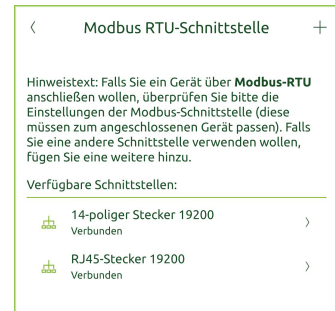 Modbus RTU-Schnittstelle
Hinweistext: Falls Sie ein Gerät über Modbus-RTU
anschließen wollen, überprüfen Sie bitte die
Einstellungen der Modbus-Schnittstelle (diese
müssen zum angeschlossenen Gerät passen). Falls
Sie eine andere Schnittstelle verwenden wollen,
fügen Sie eine weitere hinzu.
Verfügbare Schnittstellen:
14-poliger Stecker 19200
Verbunden
RJ45-Stecker 19200
Verbunden